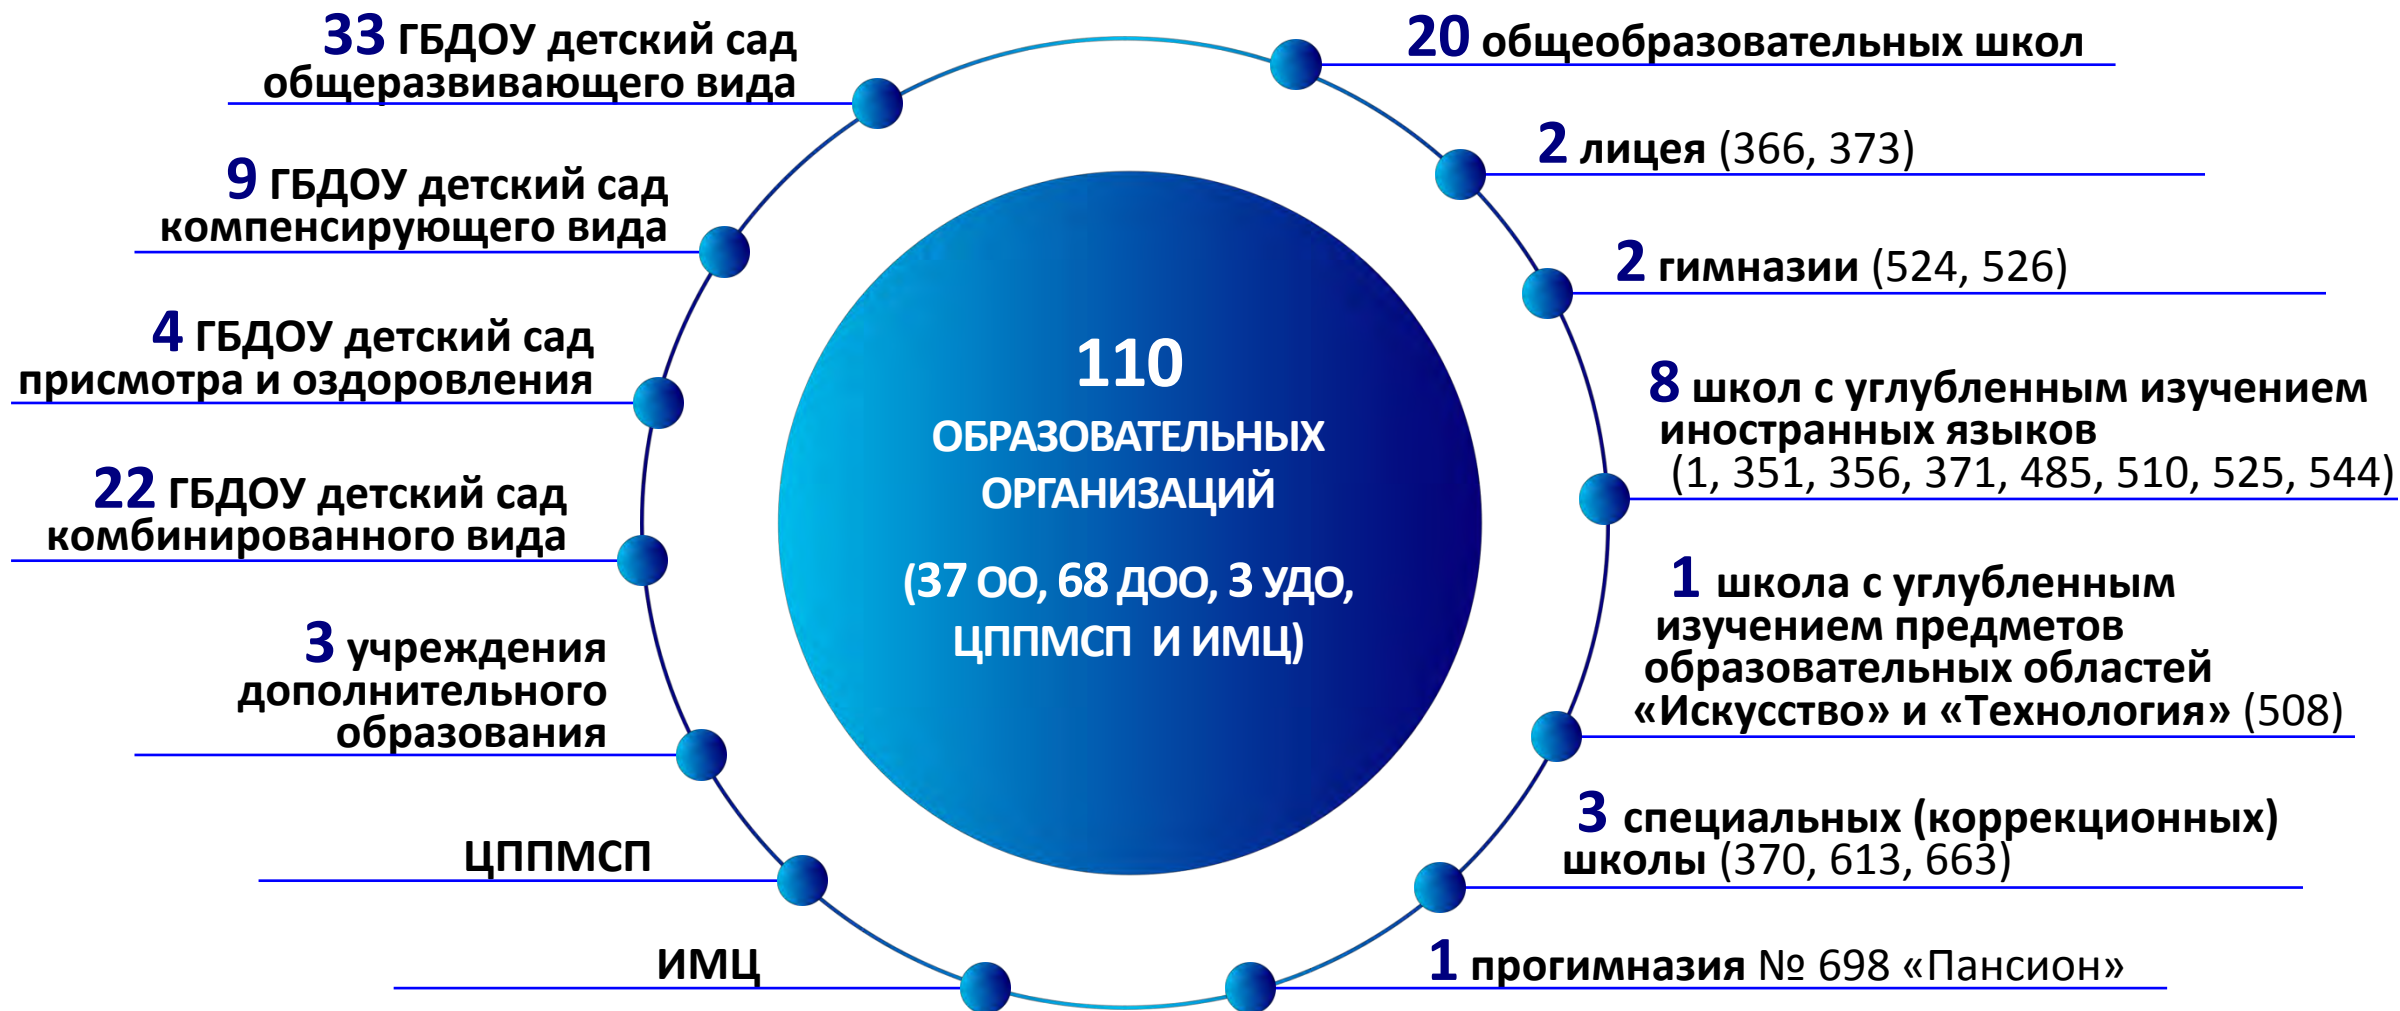 33 ГБДОУ детский сад
общеразвивающего вида
9 ГБДОУ детский сад
компенсирующего вида
4 ГБДОУ детский сад
присмотра и оздоровления
22 ГБДОУ детский сад
комбинированного вида
3 учреждения
дополнительного
образования
ЦППМСП
ИМЦ
110
ОБРАЗОВАТЕЛЬНЫХ
ОРГАНИЗАЦИЙ
(37 ОО, 68 ДОО, 3 УДО,
ЦППМСП И ИМЦ)
20 общеобразовательных школ
2 лицея (366, 373)
2 гимназии (524, 526)
8 школ с углубленным изучением
иностранных языков
(1, 351, 356, 371, 485, 510, 525, 544)
1 школа с углубленным
изучением предметов
образовательных областей
«Искусство» и «Технология» (508)
3 специальных (коррекционных)
школы (370, 613, 663)
1 прогимназия № 698 «Пансион»